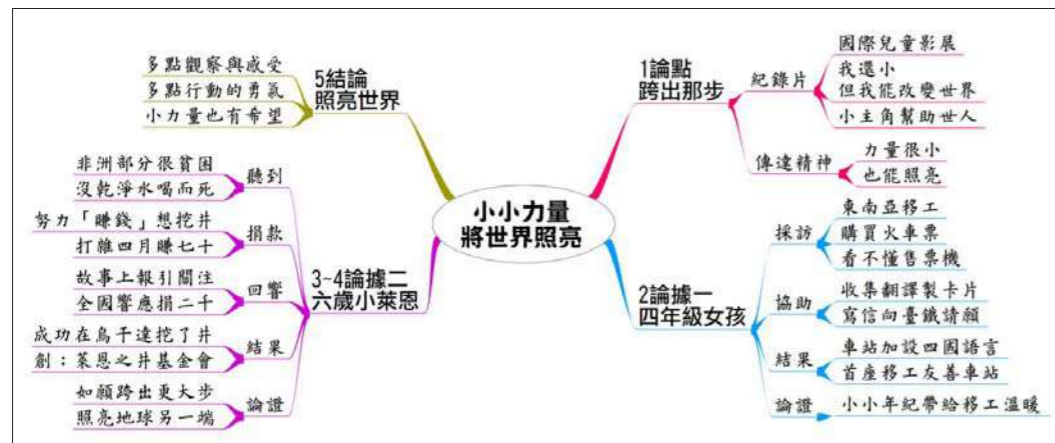 小小力量
將世界照亮
1論點
跨出那步
紀錄片
國際兒童影展
我還小
但我能改變世界
小主角幫助世人
傳達精神
力量很小
也能照亮
2論據一
四年級女孩
採訪
東南亞移工
購買火車票
看不懂售票機
協助
收集翻譯製卡片
寫信向臺鐵請願
結果
車站加設四國語言
首座移工友善車站
論證
小小年紀帶給移工溫暖
3~4論據二
六歲小萊恩
聽到
非洲部分很貧困
沒乾淨水喝而死
捐款
努力「賺錢」想挖井
打雜四月賺七十
回響
故事上報引關注
全國響應捐二千
結果
成功在烏干達挖了井
創：萊恩之井基金會
論證
如願跨出更大步
照亮地球另一端
5結論
照亮世界
多點觀察與感受
多點行動的勇氣
小力量也有希望